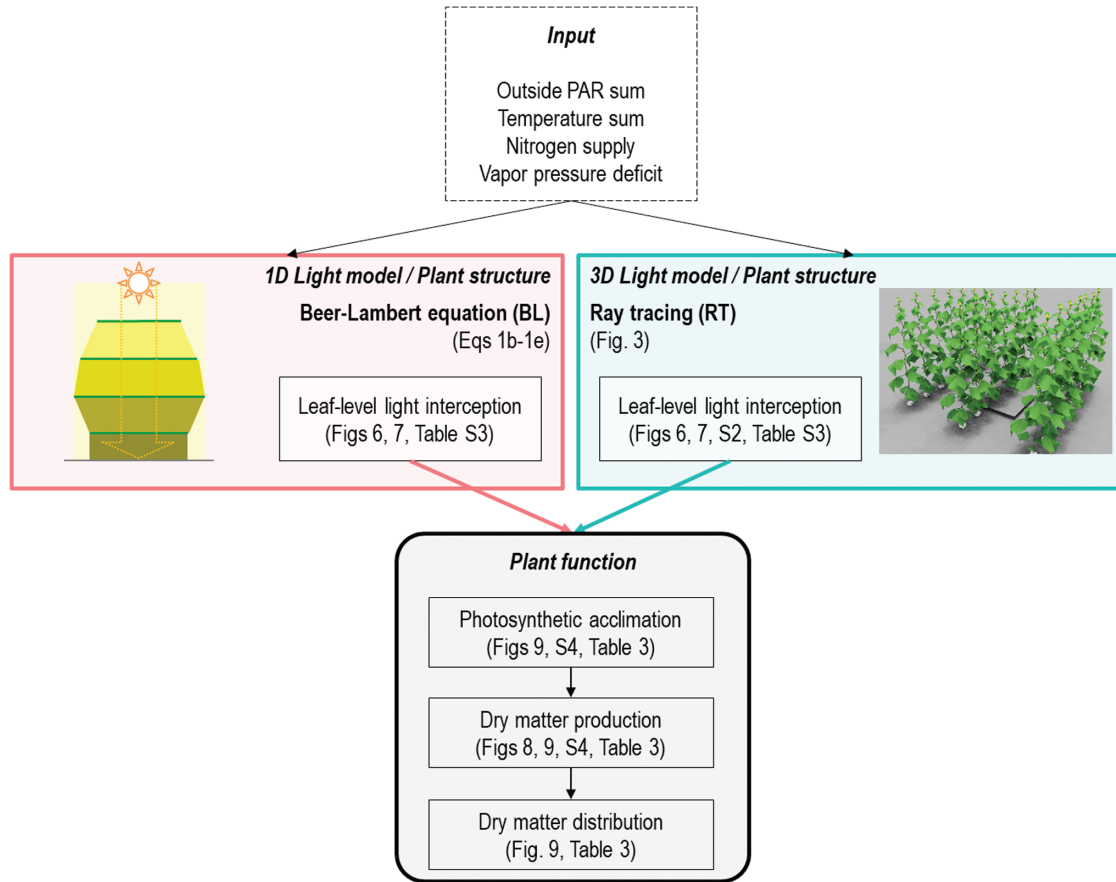 Input
Outside PAR sum
Temperature sum
Nitrogen supply
Vapor pressure deficit
1D Light model / Plant structure
Beer-Lambert equation (BL)
(Eqs 1b-1e)
Leaf-level light interception
(Figs 6, 7, Table S3)
3D Light model / Plant structure
Ray tracing (RT)
(Fig. 3)
Leaf-level light interception
(Figs 6, 7, S2, Table S3)
Plant function
Photosynthetic acclimation
(Figs 9, S4, Table 3)
Dry matter production
(Figs 8, 9, S4, Table 3)
Dry matter distribution
(Fig. 9, Table 3)